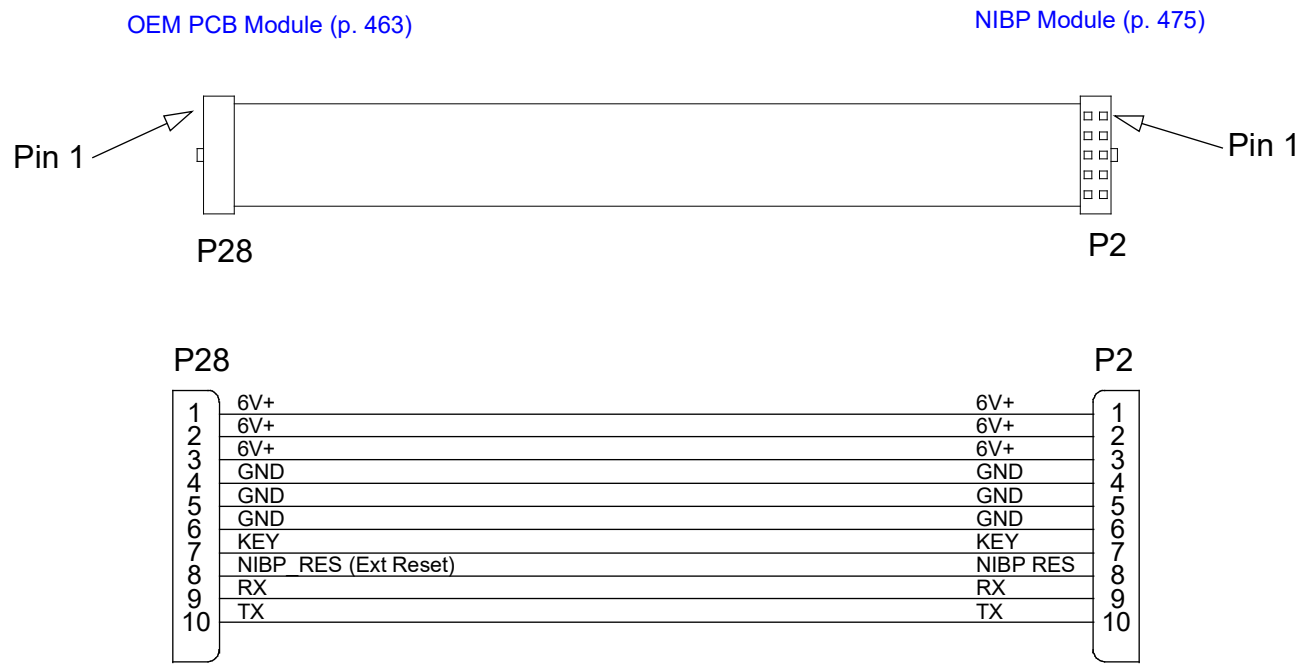 OEM PCB Module (p. 463)
NIBP Module (p. 475)
Pin 1
Pin 1
P28
P2
P28
P2
1 6V+ 6V+ 1
2 6V+ 6V+ 2
3 6V+ 6V+ 3
4 GND GND 4
5 GND GND 5
6 GND GND 6
7 KEY KEY 7
8 NIBP_RES (Ext Reset) NIBP RES 8
9 RX RX 9
10 TX TX 10